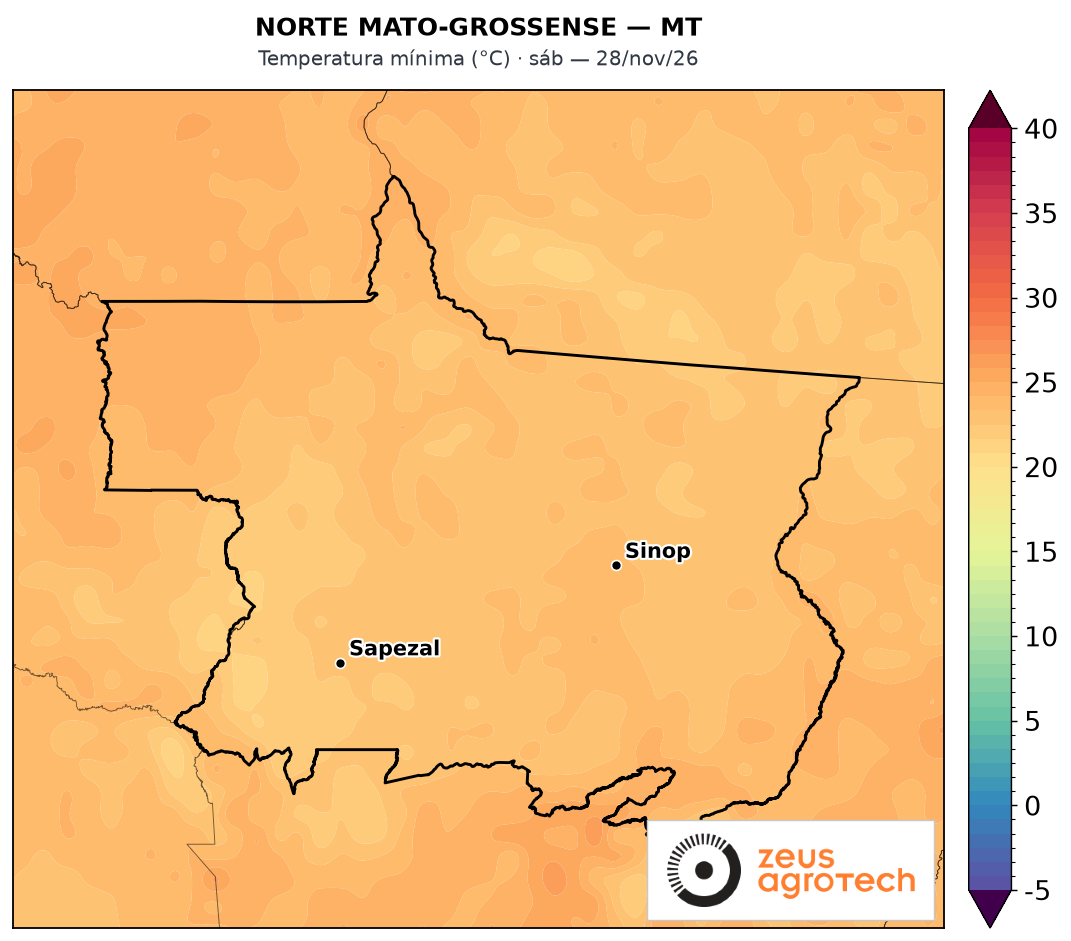 NORTE MATO-GROSSENSE — MT
Temperatura mínima (°C) · sáb — 28/nov/26
40
35
30
25
20
15
10
5
0
-5
Sinop
Sapezal
zeus
agrotech